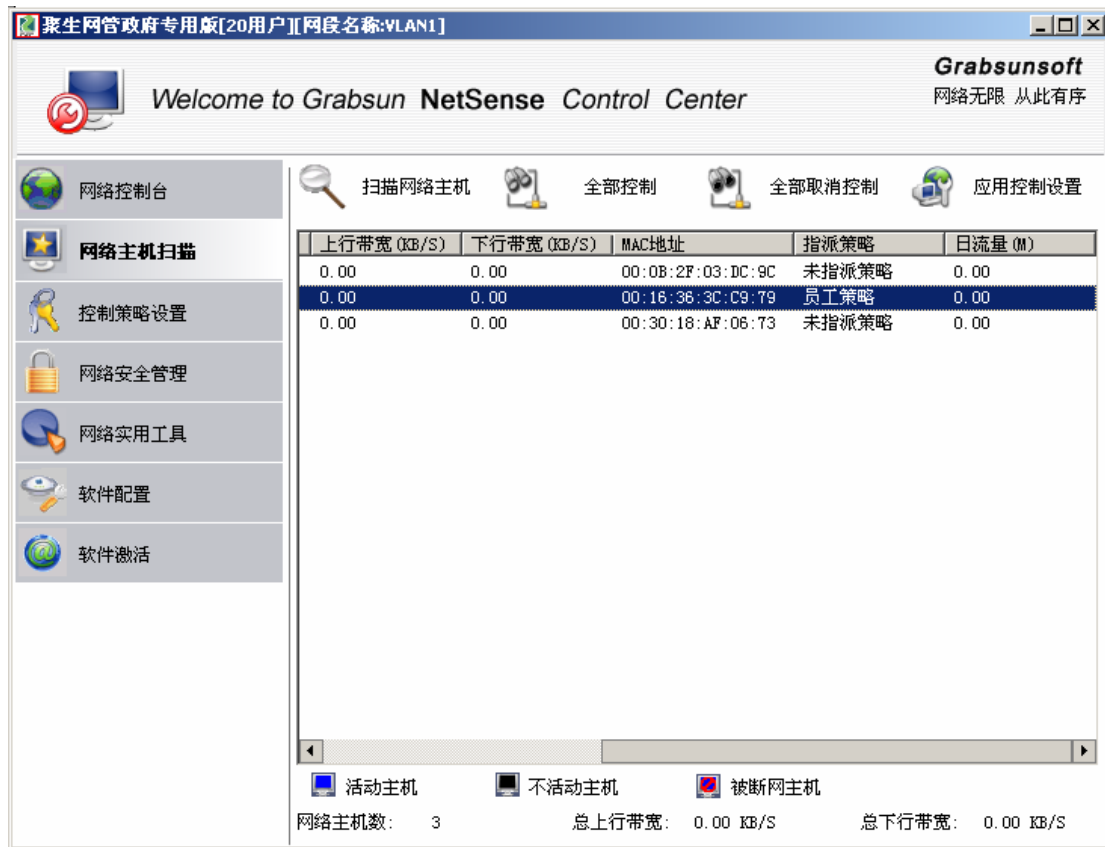 聚生网管政府专用版[20用户][网段名称:VLAN1]
Welcome to Grabsun NetSense Control Center
Grabsunsoft
网络无限 从此有序
网络控制台
网络主机扫描
控制策略设置
网络安全管理
网络实用工具
软件配置
软件激活
扫描网络主机 全部控制 全部取消控制 应用控制设置
上行带宽(KB/S) 下行带宽(KB/S) MAC地址 指派策略 日流量(M)
0.00 0.00 00:0B:2F:03:DC:9C 未指派策略 0.00
0.00 0.00 00:16:36:3C:C9:79 员工策略 0.00
0.00 0.00 00:30:18:AF:06:73 未指派策略 0.00
活动主机 不活动主机 被断网主机
网络主机数: 3 总上行带宽: 0.00 KB/S 总下行带宽: 0.00 KB/S